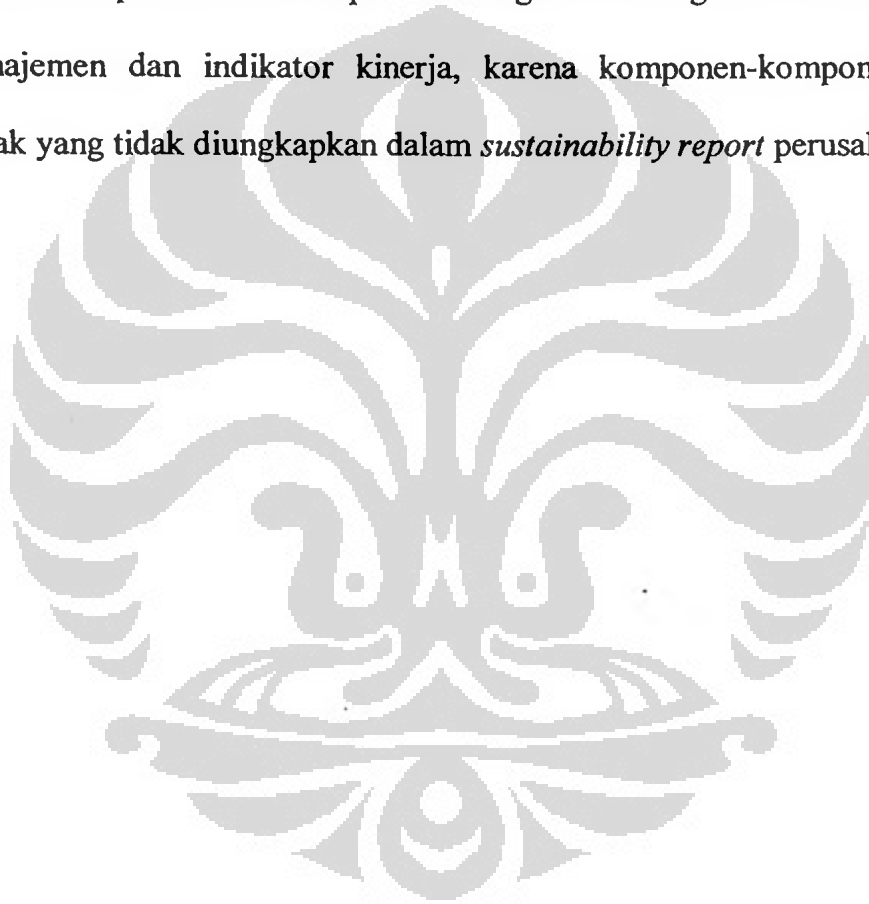 najemen dan indikator kinerja, karena komponen-kompon
ak yang tidak diungkapkan dalam sustainability report perusal